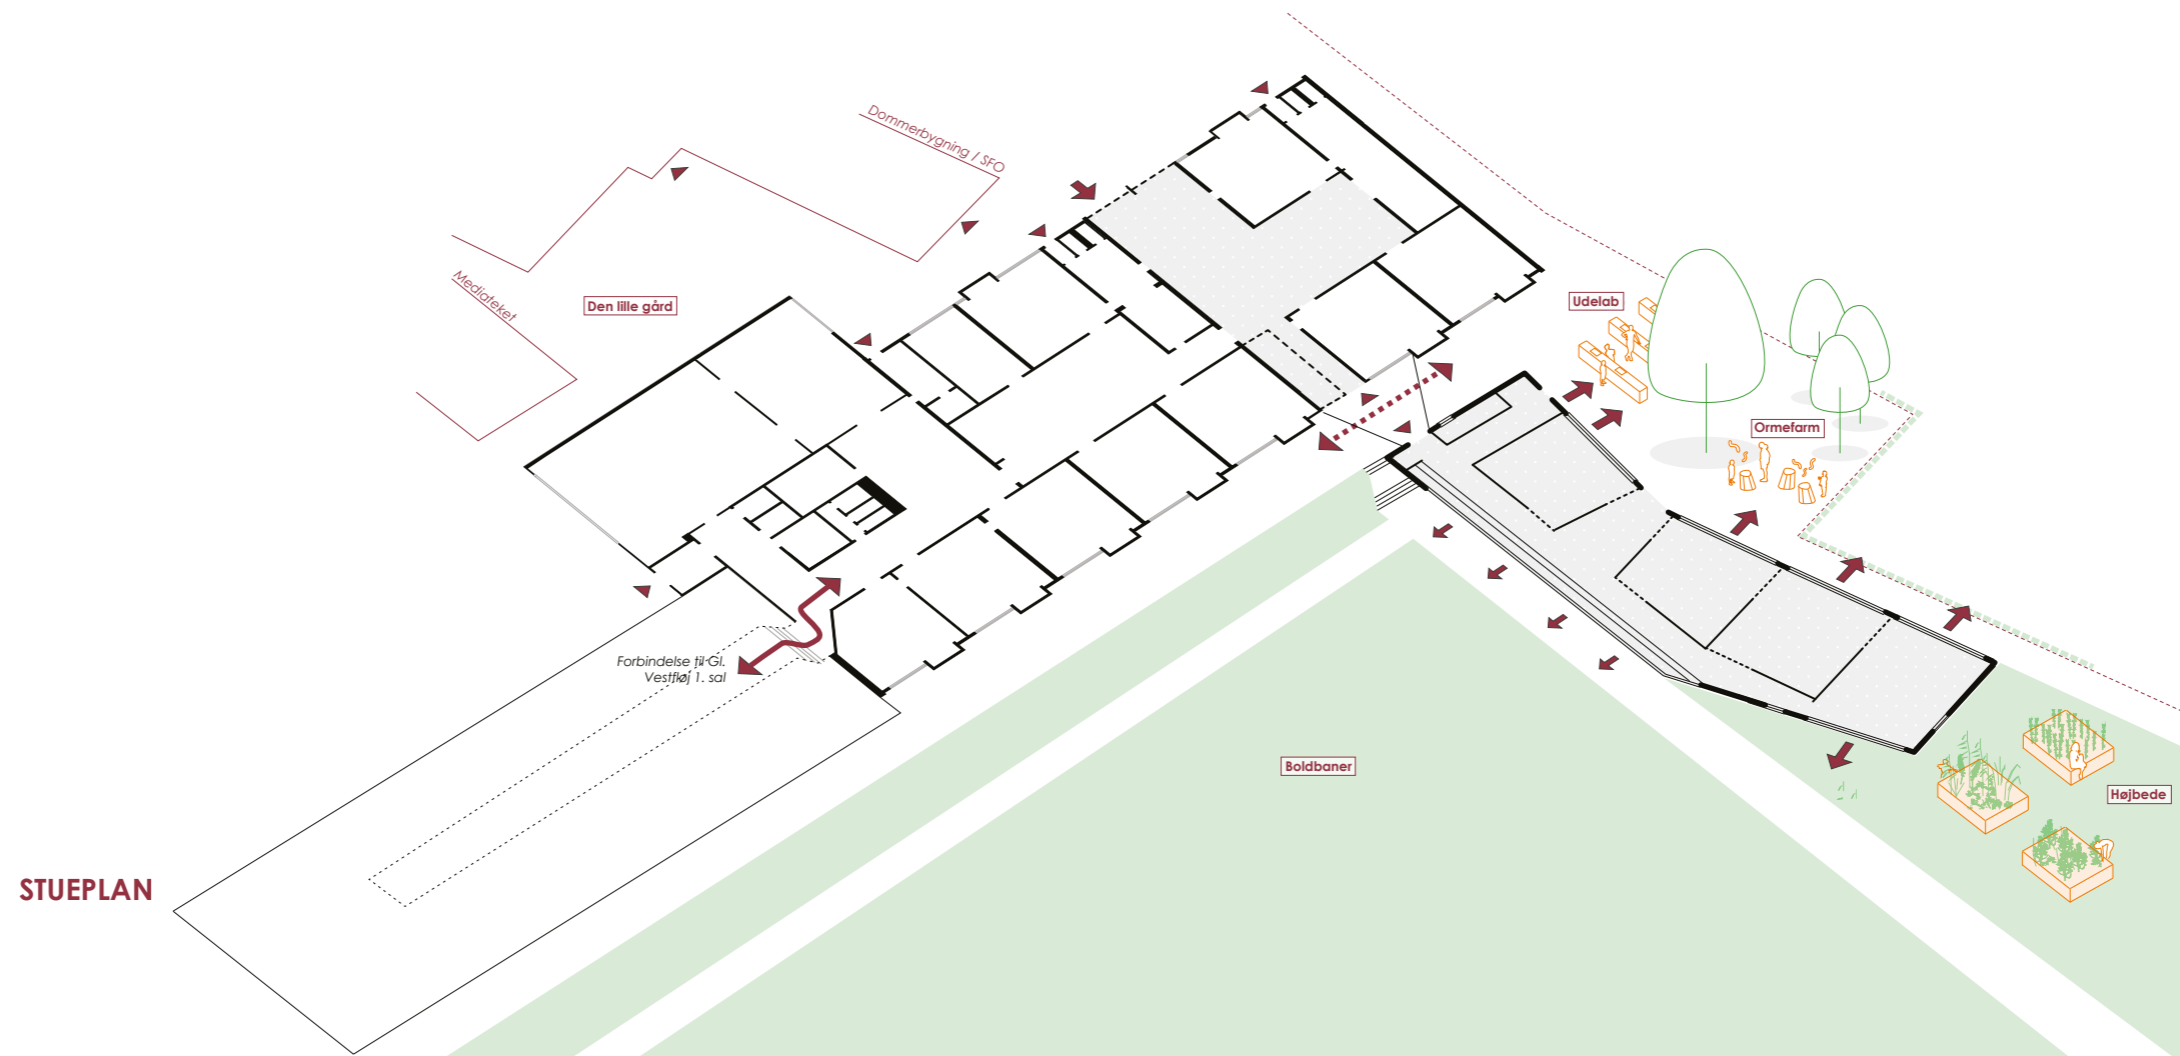 Dommerbygning / SFO
Mediateket
Den lille gård
Udelab
Ormefarm
Forbindelse til Gl.
Vestfløj 1. sal
Boldbaner
Højbede
STUEPLAN